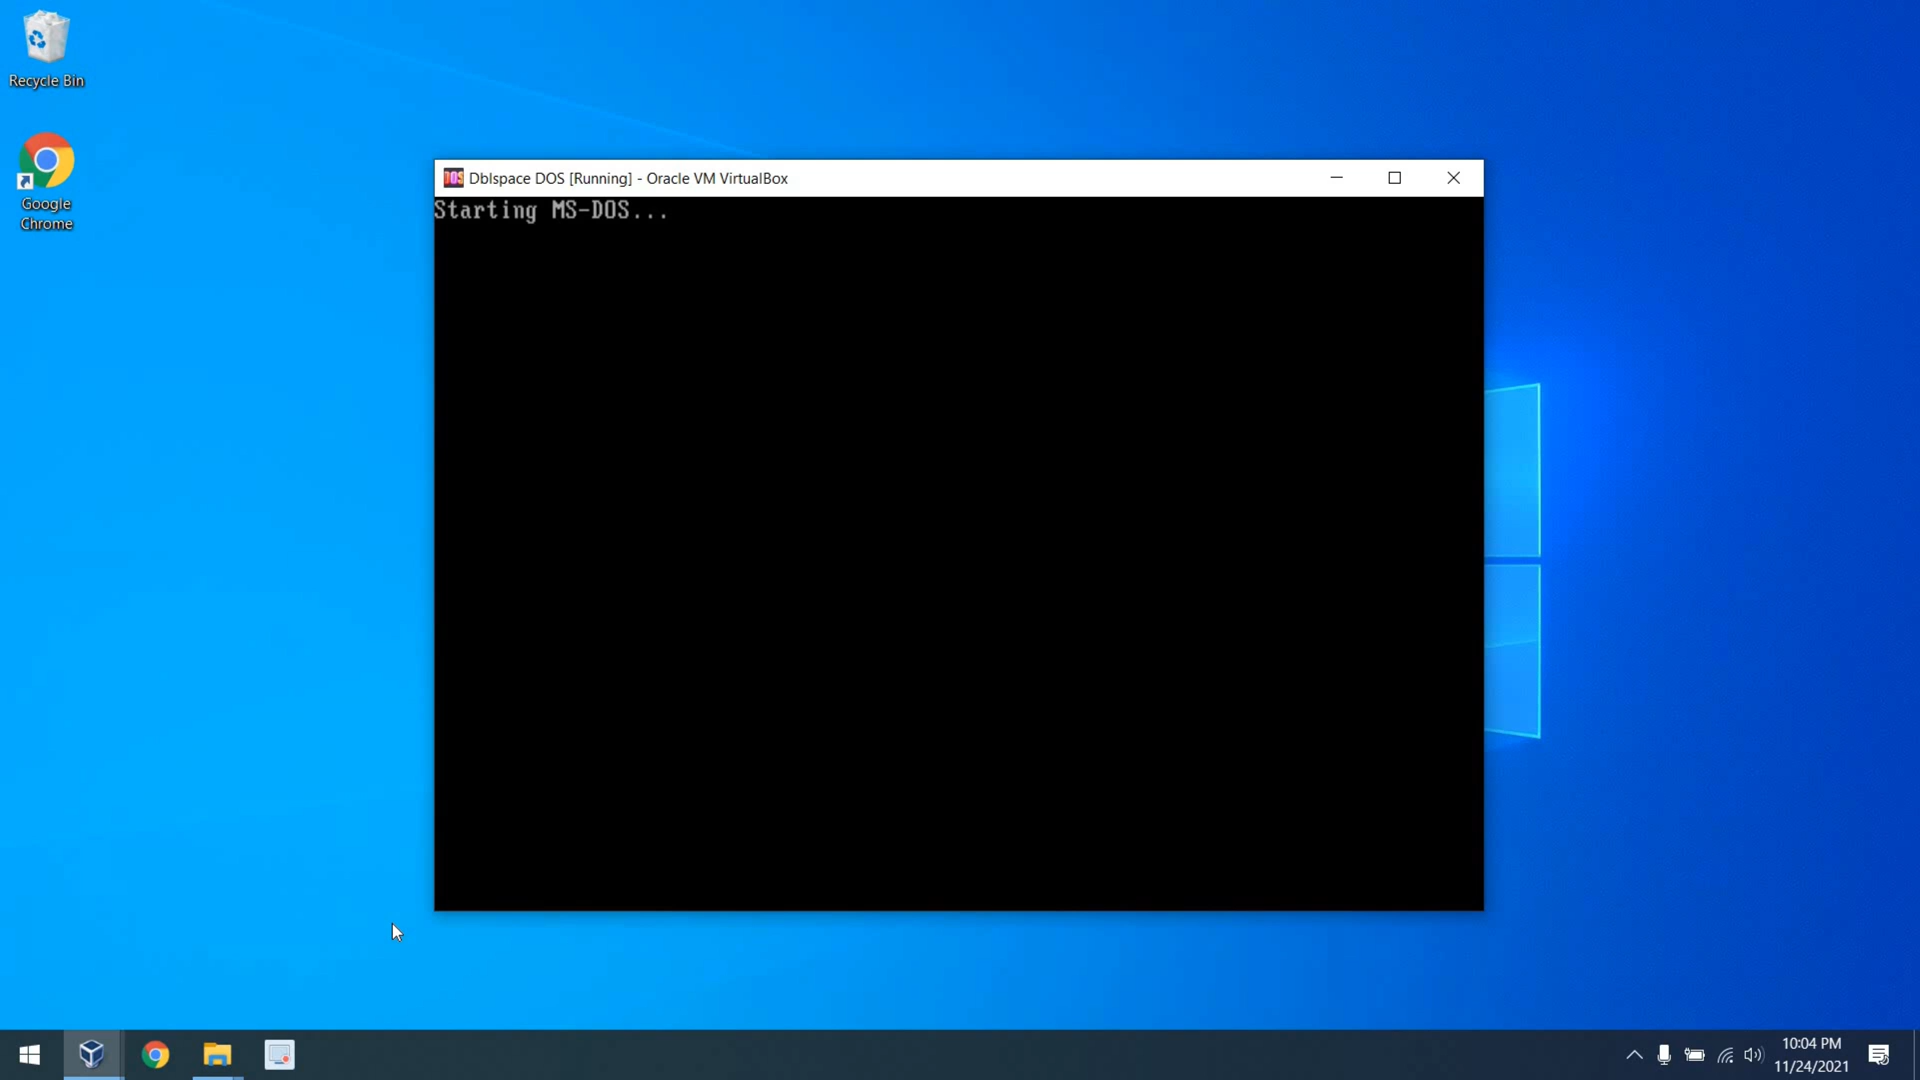 Recycle Bin
Google
Chrome
Dblspace DOS [Running] - Oracle VM VirtualBox
Starting MS-DOS...
10:04 PM
11/24/2021